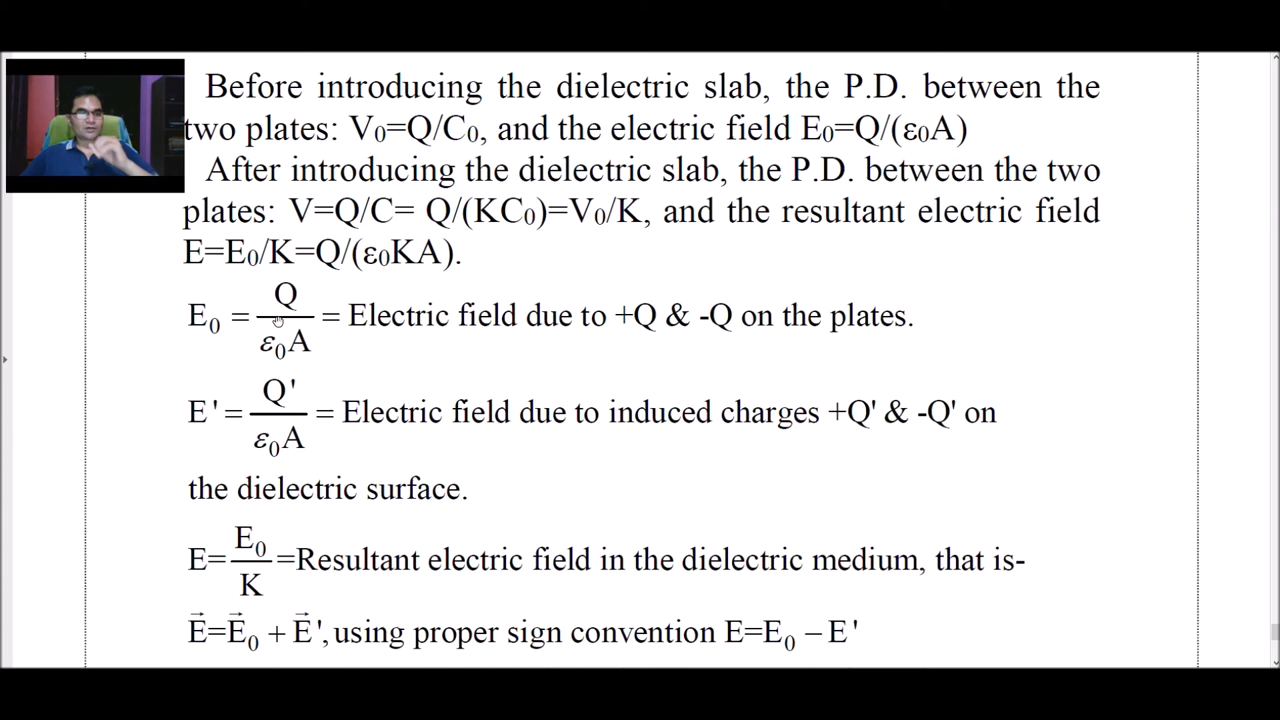 Before introducing the dielectric slab, the P.D. between the
two plates: V₀=Q/C₀, and the electric field E₀=Q/(ε₀A)
After introducing the dielectric slab, the P.D. between the two
plates: V=Q/C= Q/(KC₀)=V₀/K, and the resultant electric field
E=E₀/K=Q/(ε₀KA).
E₀ = Q/ε₀A = Electric field due to +Q & -Q on the plates.
E' = Q'/ε₀A = Electric field due to induced charges +Q' & -Q' on
the dielectric surface.
E=E₀/K=Resultant electric field in the dielectric medium, that is-
E⃗=E⃗₀ + E⃗', using proper sign convention E=E₀ – E'